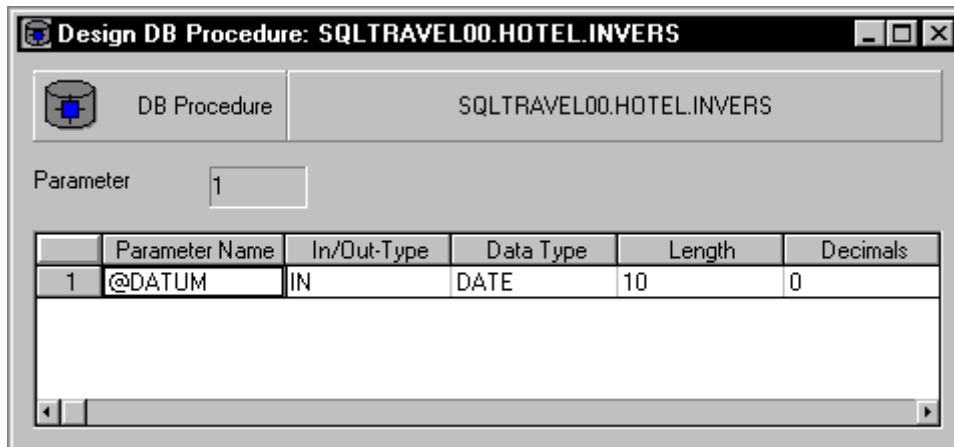 Design DB Procedure: SQLTRAVEL00.HOTEL.INVERS
DB Procedure SQLTRAVEL00.HOTEL.INVERS
Parameter 1
Parameter Name In/Out-Type Data Type Length Decimals
1 @DATUM IN DATE 10 0